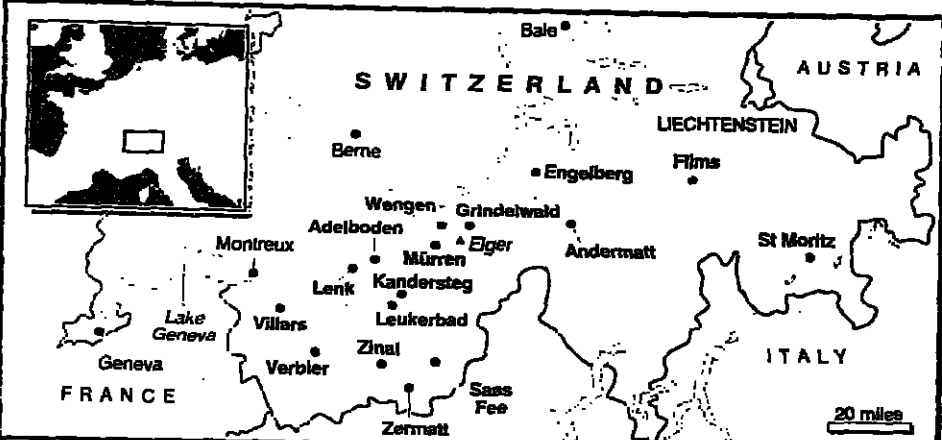 Bale
SWITZERLAND
AUSTRIA
LIECHTENSTEIN
Berne
Engelberg
Flims
Wengen
Grindelwald
Adelboden
Eiger
Montreux
Mürren
Andermatt
St Moritz
Lenk
Kandersteg
Lake
Geneva
Villars
Leukerbad
Geneva
Verbier
Zinal
ITALY
FRANCE
Saas
Fee
Zermatt
20 miles